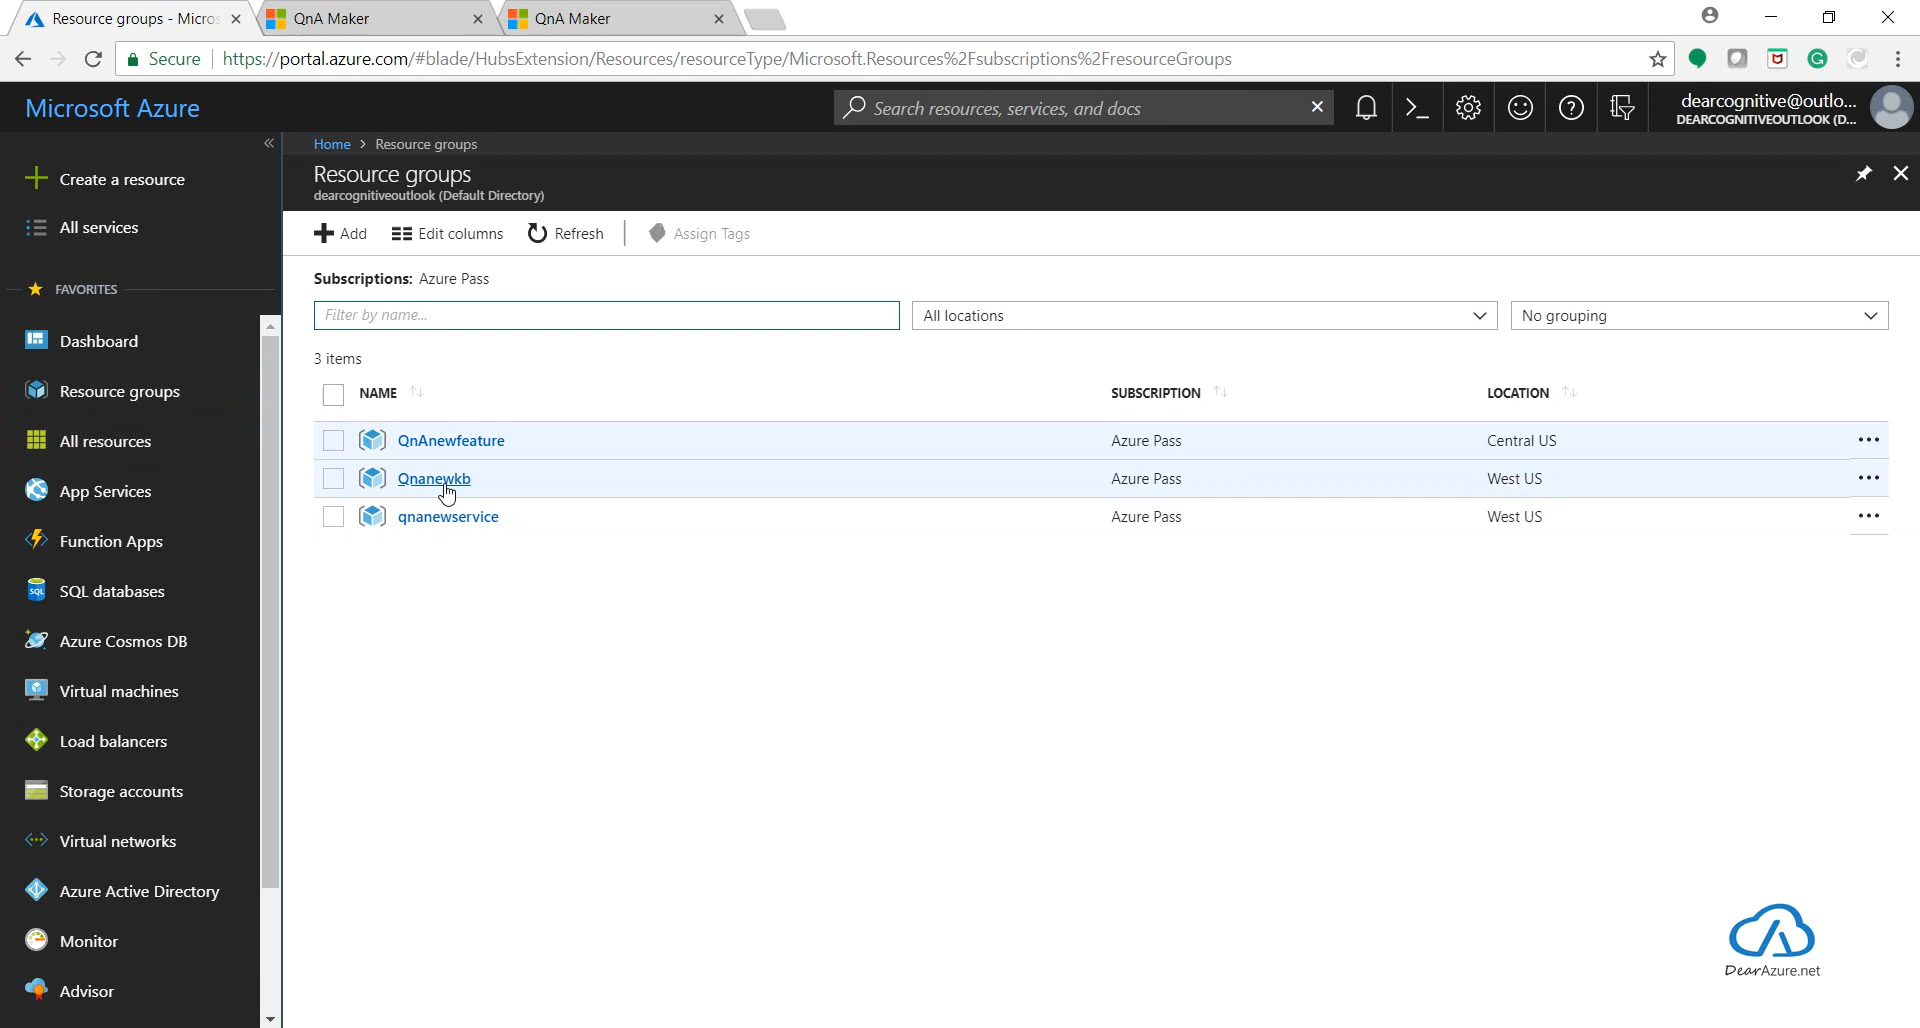 Resource groups - Micros
QnA Maker
QnA Maker
Secure
https://portal.azure.com/#blade/HubsExtension/Resources/resourceType/Microsoft.Resources%2Fsubscriptions%2FresourceGroups
Microsoft Azure
Search resources, services, and docs
dearcognitive@outlo...
DEARCOGNITIVEOUTLOOK (D...
Home > Resource groups
Resource groups
dearcognitiveoutlook (Default Directory)
Create a resource
All services
FAVORITES
Dashboard
Resource groups
All resources
App Services
Function Apps
SQL databases
Azure Cosmos DB
Virtual machines
Load balancers
Storage accounts
Virtual networks
Azure Active Directory
Monitor
Advisor
Add
Edit columns
Refresh
Assign Tags
Subscriptions: Azure Pass
Filter by name...
All locations
No grouping
3 items
NAME SUBSCRIPTION LOCATION
QnAnewfeature Azure Pass Central US
Qnanewkb Azure Pass West US
qnanewservice Azure Pass West US
DearAzure.net